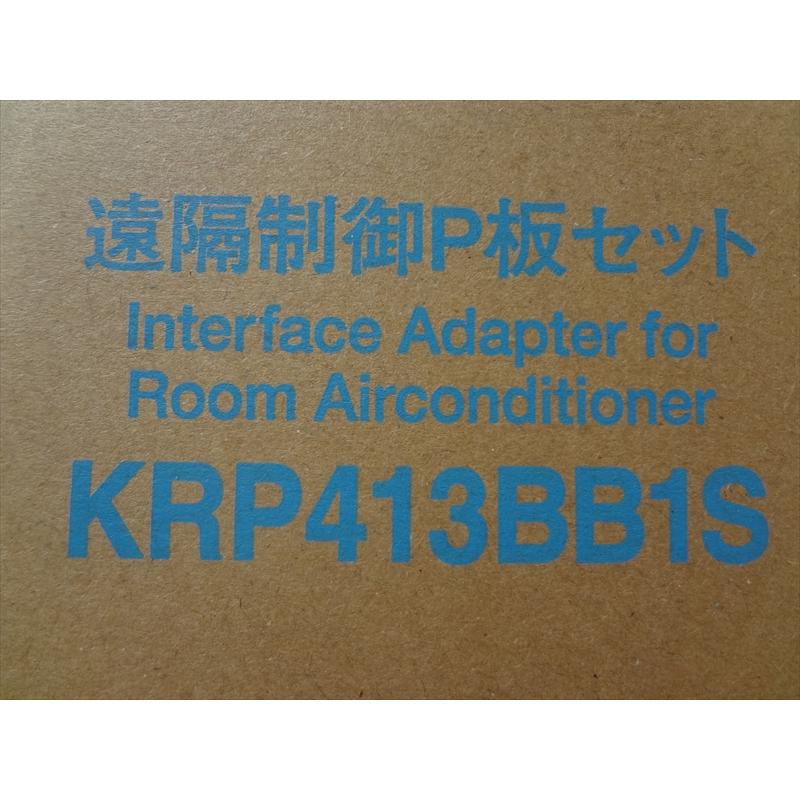 遠隔制御P板セット
Interface Adapter for
Room Airconditioner
KRP413BB1S